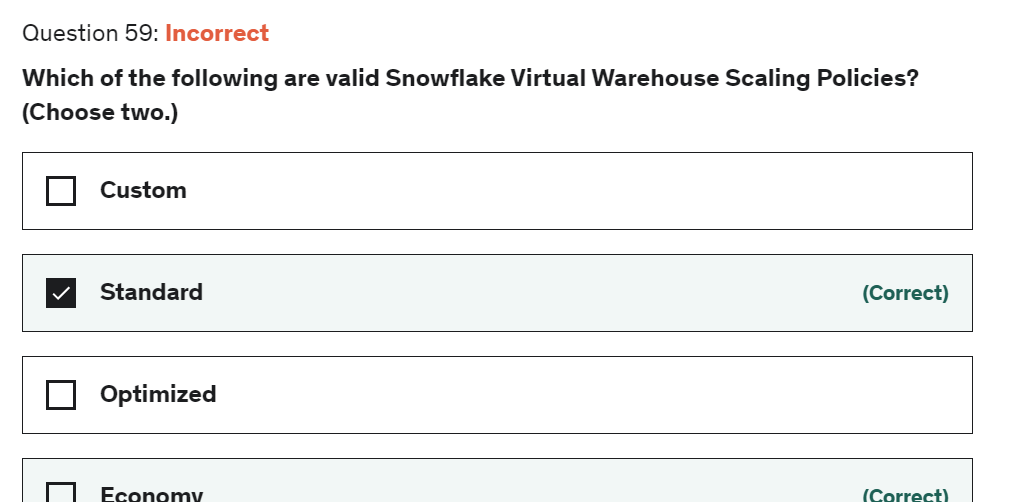 Question 59: Incorrect
Which of the following are valid Snowflake Virtual Warehouse Scaling Policies?
(Choose two.)
Custom
Standard (Correct)
Optimized
Economy (Correct)